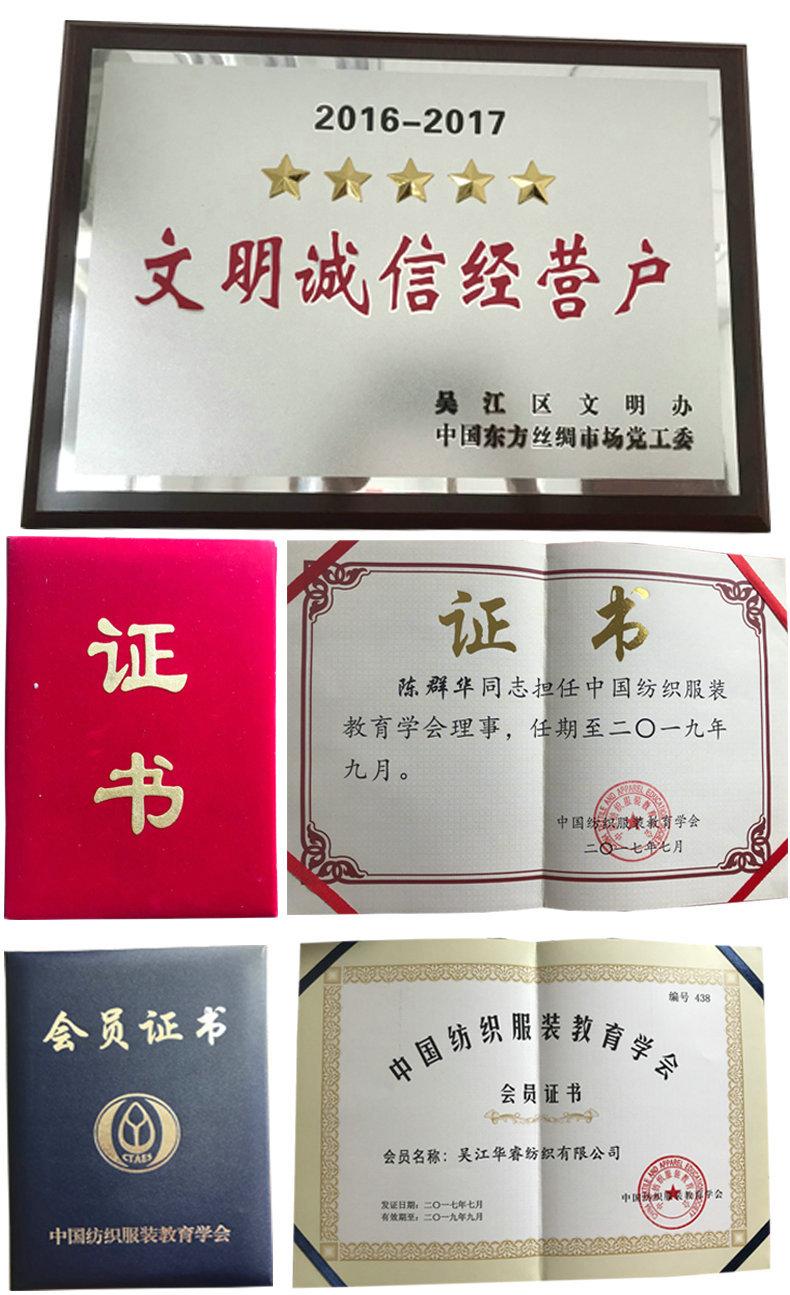 2016-2017
文明诚信经营户
吴江区文明办
中国东方丝绸市场党工委
证
书
证书
陈群华同志担任中国纺织服装
教育学会理事，任期至二〇一九年
九月。
中国纺织服装教育学会
二〇一七年七月
会员证书
CTAES
中国纺织服装教育学会
编号 438
中国纺织服装教育学会
会员证书
会员名称：吴江华睿纺织有限公司
中国纺织服装教育学会
发证日期：二〇一七年七月
有效期至：二〇一九年九月